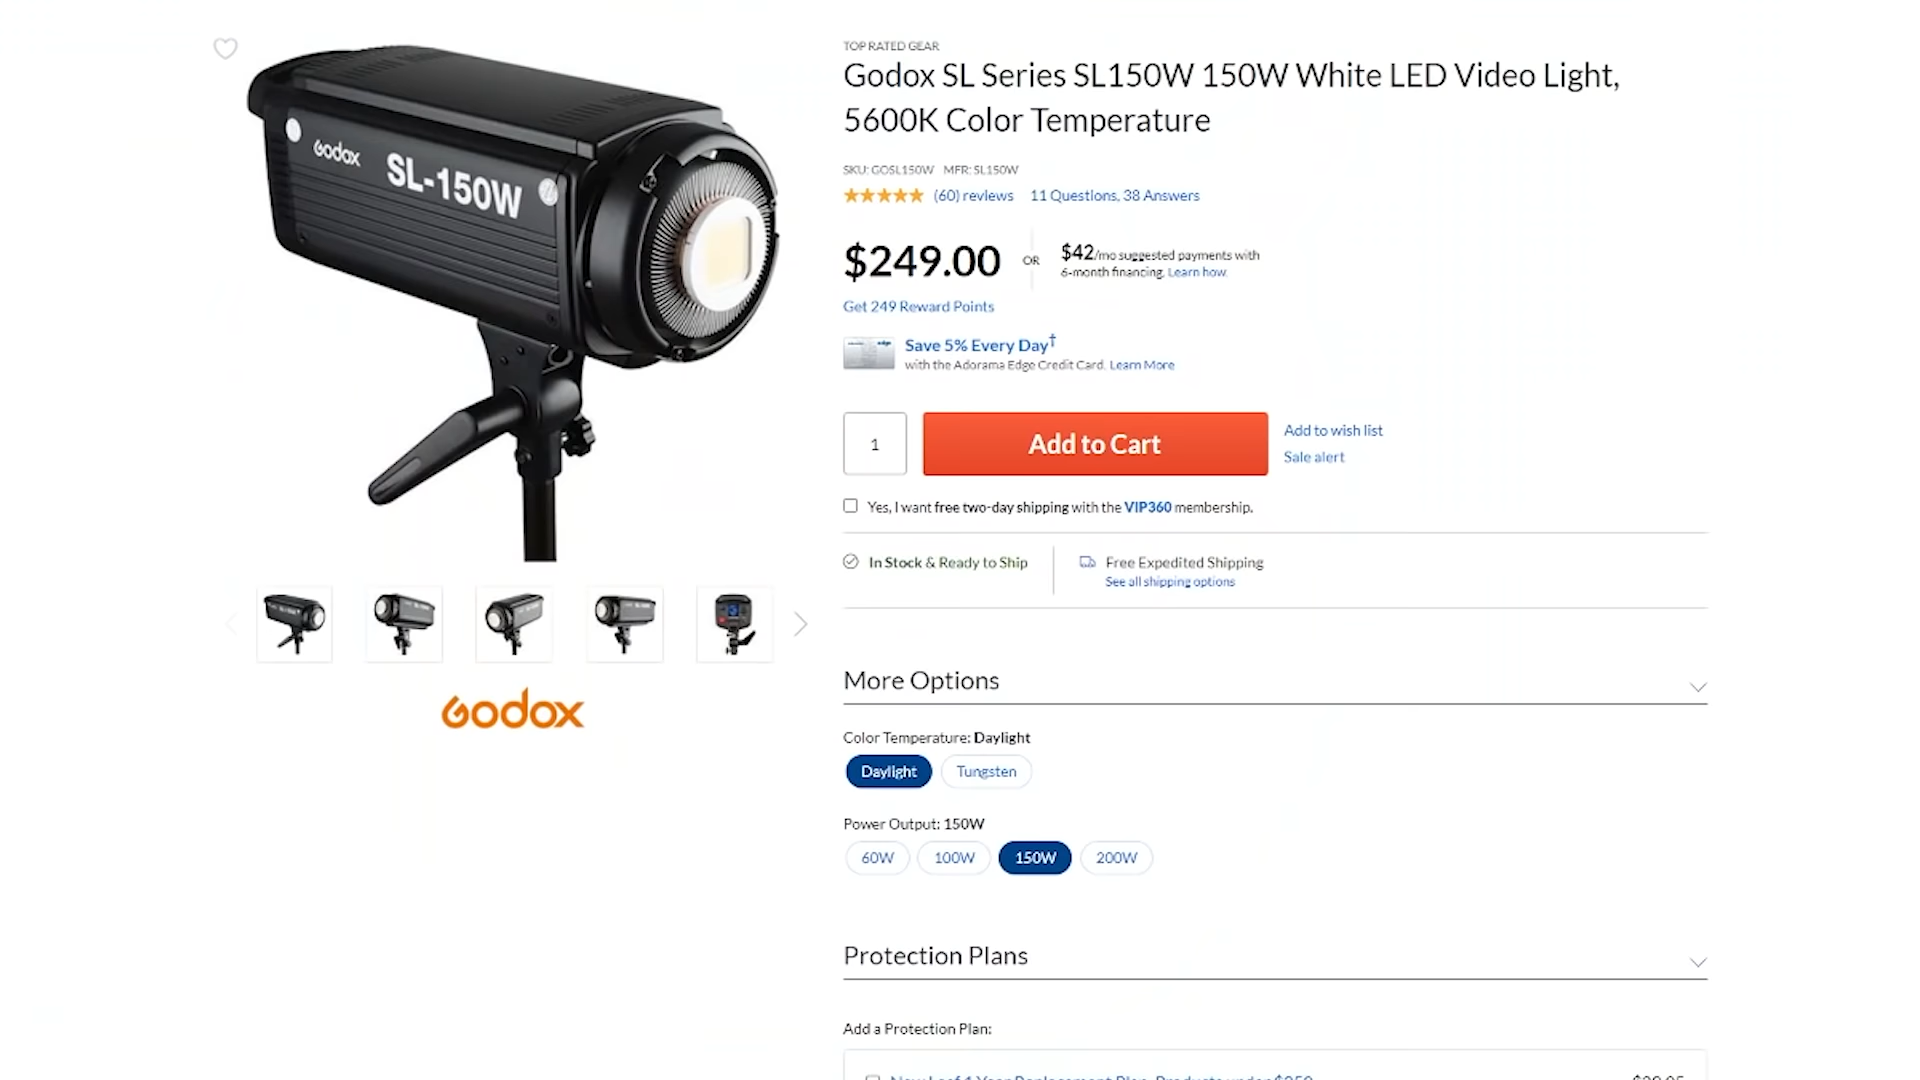 TOP RATED GEAR
Godox SL Series SL150W 150W White LED Video Light,
5600K Color Temperature
SKU: GOSL150W MFR: SL150W
(60) reviews 11 Questions, 38 Answers
$249.00 OR $42/mo suggested payments with
6-month financing. Learn how.
Get 249 Reward Points
Save 5% Every Day†
with the Adorama Edge Credit Card. Learn More
1 Add to Cart
Add to wish list
Sale alert
Yes, I want free two-day shipping with the VIP360 membership.
In Stock & Ready to Ship
Free Expedited Shipping
See all shipping options
More Options
Color Temperature: Daylight
Daylight Tungsten
Power Output: 150W
60W 100W 150W 200W
Protection Plans
Add a Protection Plan:
Godox SL-150W
Godox